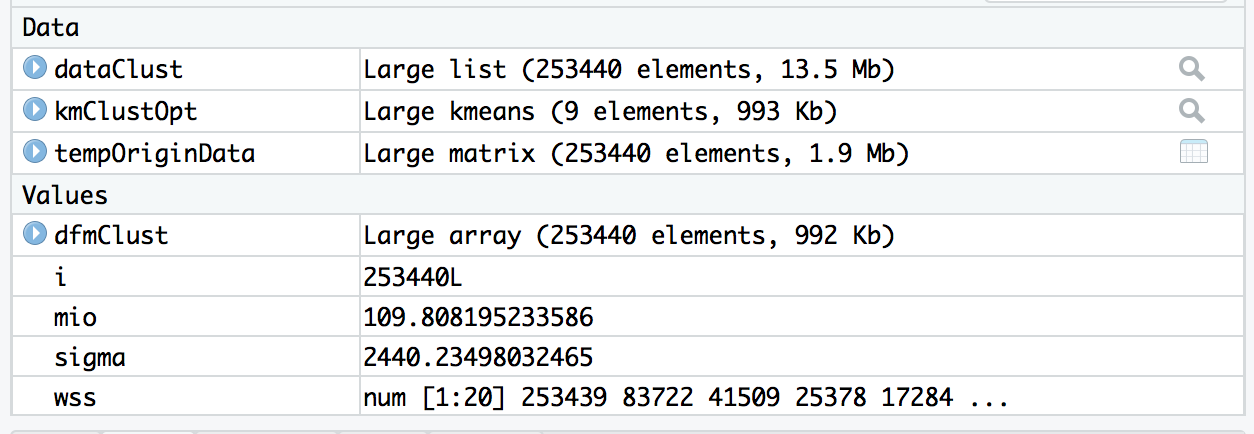 Data
dataClust Large list (253440 elements, 13.5 Mb)
kmClustOpt Large kmeans (9 elements, 993 Kb)
tempOriginData Large matrix (253440 elements, 1.9 Mb)
Values
dfmClust Large array (253440 elements, 992 Kb)
i 253440L
mio 109.808195233586
sigma 2440.23498032465
wss num [1:20] 253439 83722 41509 25378 17284 ...